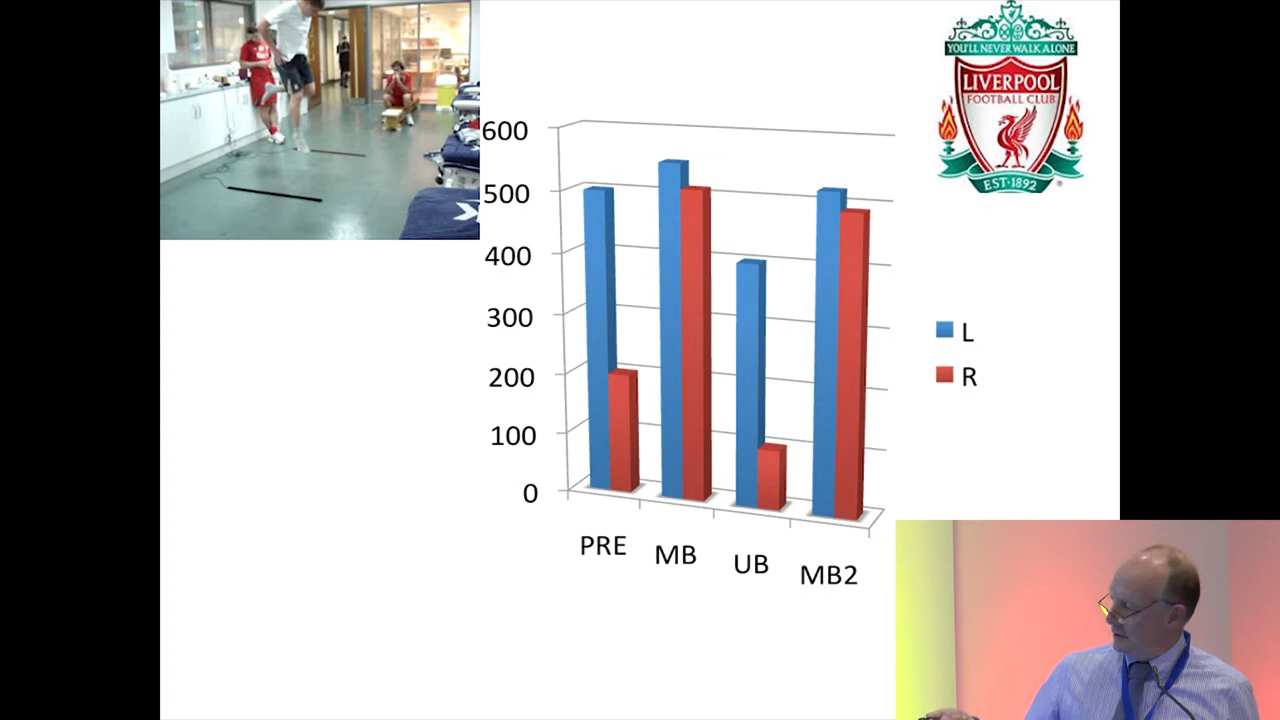 YOU'LL NEVER WALK ALONE
LIVERPOOL
FOOTBALL CLUB
EST·1892
®
600
500
400
300
200
100
0
PRE
MB
UB
MB2
L
R